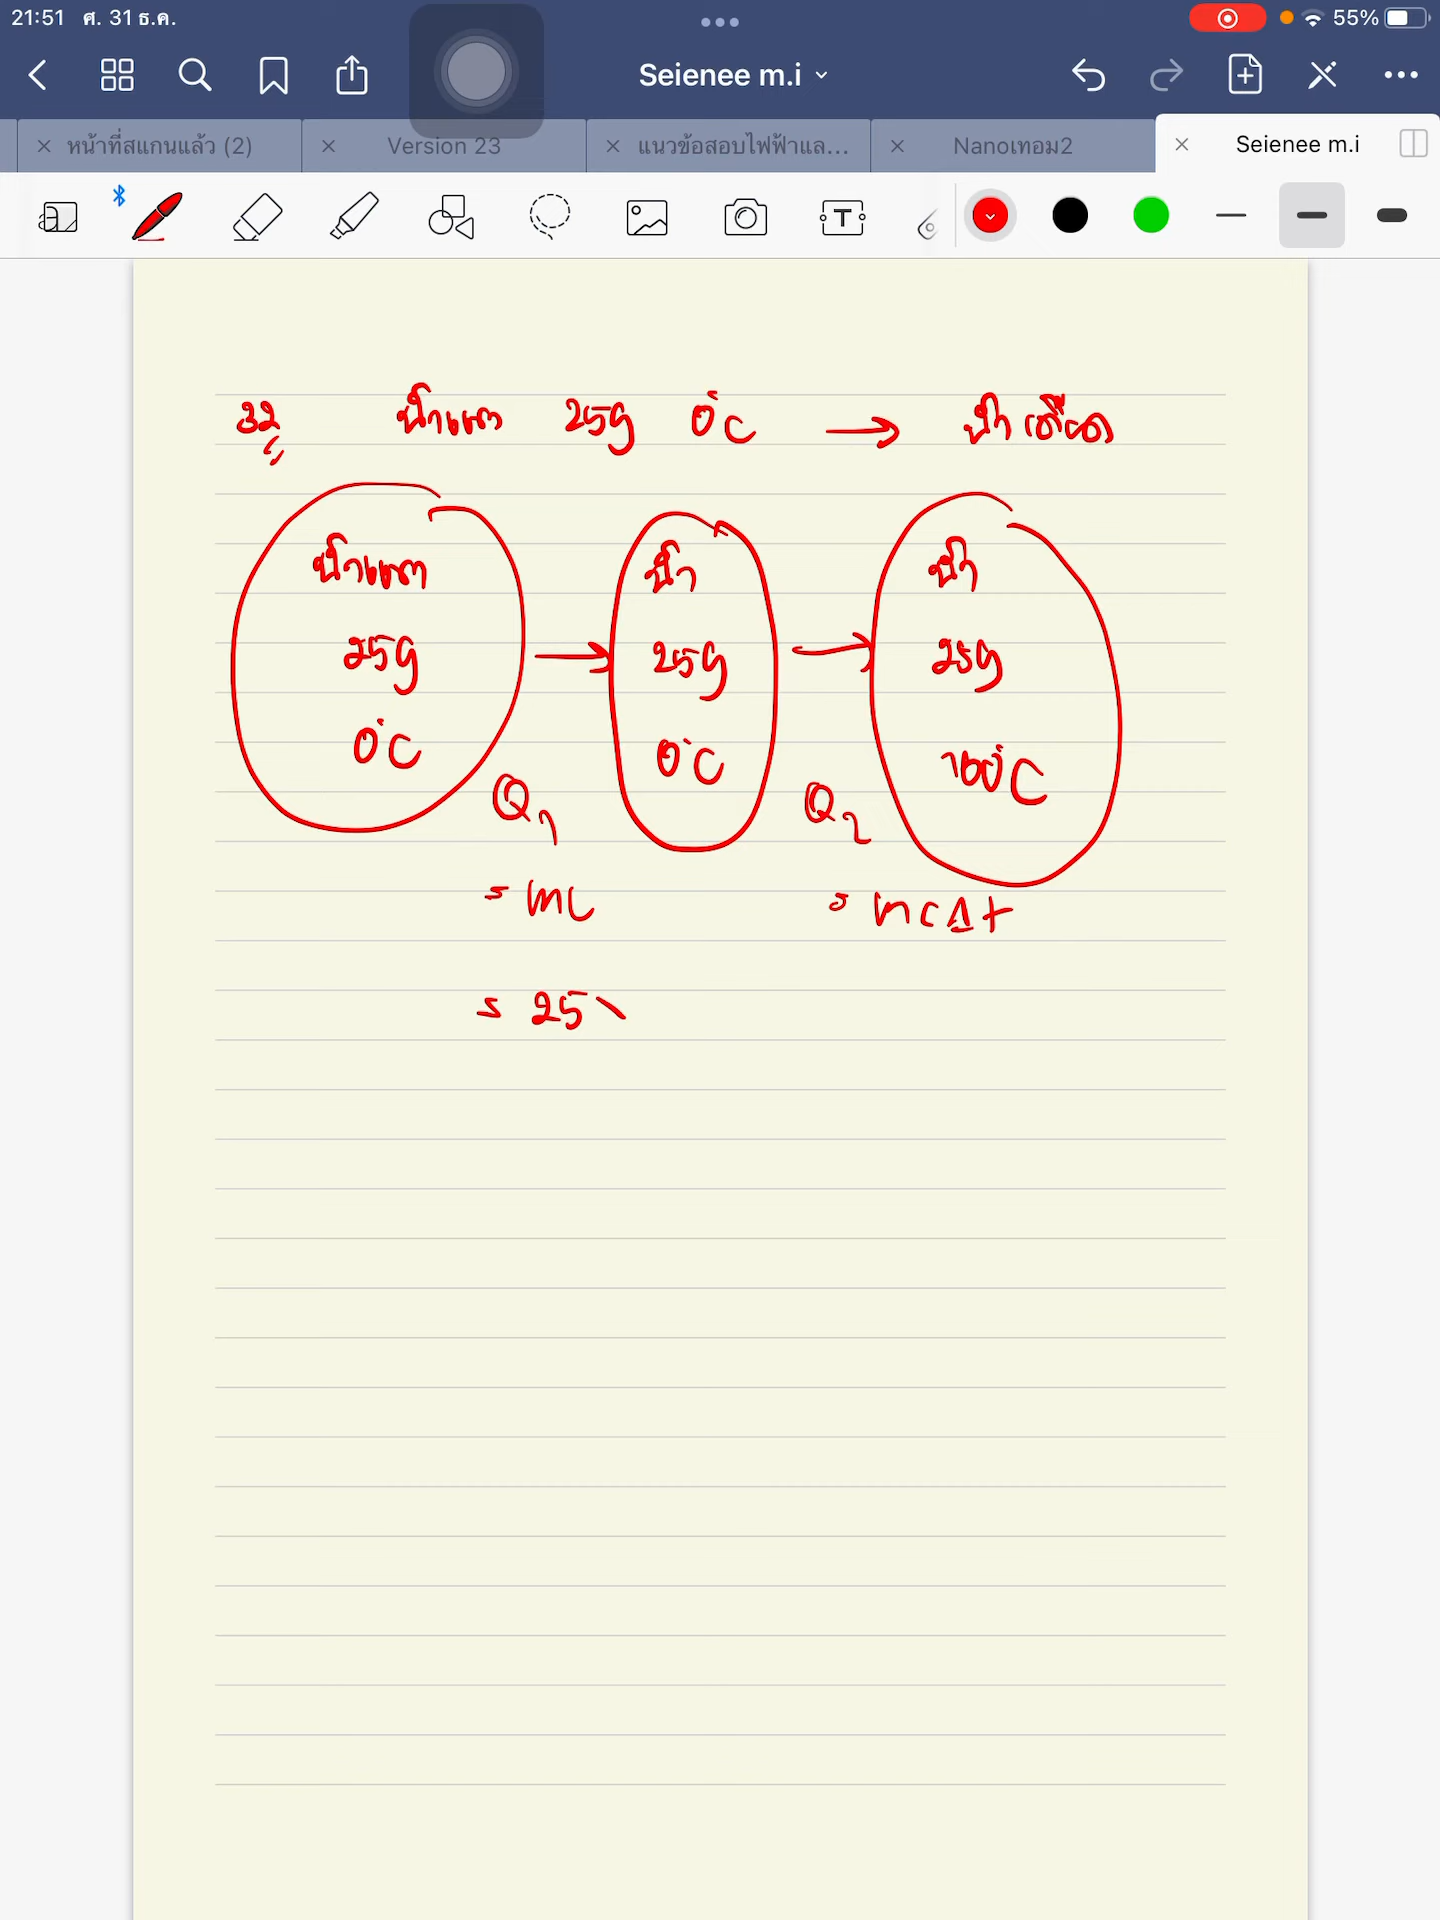 21:51 ศ. 31 ธ.ค. 55%
Seienee m.i
หน้าที่สแกนแล้ว (2) Version 23 แนวข้อสอบไฟฟ้าแล... Nanoเทอม2 Seienee m.i
T
32 น้ำแข็ง 25g 0°C → น้ำเดือด
น้ำแข็ง น้ำ น้ำ
25g → 25g → 25g
0°C 0°C 100°C
Q1 Q2
= mL = mcΔt
= 25